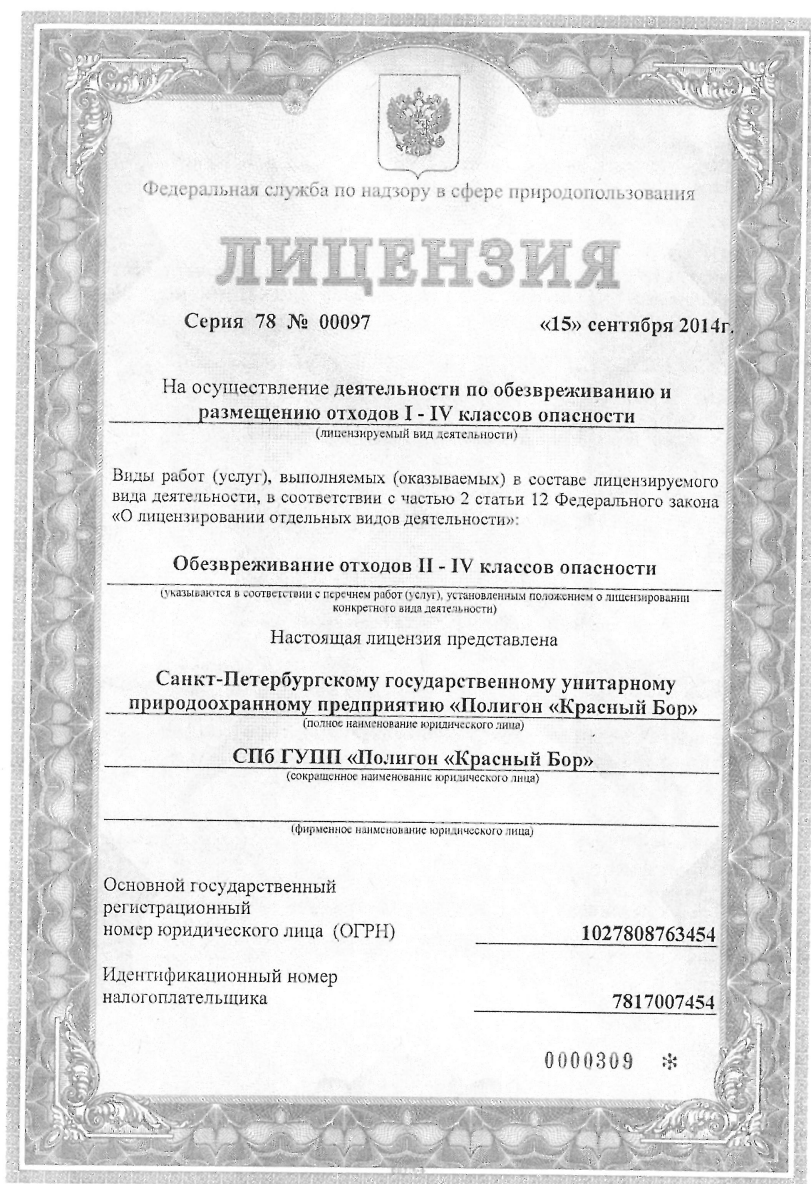 Федеральная служба по надзору в сфере природопользования
ЛИЦЕНЗИЯ
Серия 78 № 00097 «15» сентября 2014г.
На осуществление деятельности по обезвреживанию и
размещению отходов I - IV классов опасности
(лицензируемый вид деятельности)
Виды работ (услуг), выполняемых (оказываемых) в составе лицензируемого
вида деятельности, в соответствии с частью 2 статьи 12 Федерального закона
«О лицензировании отдельных видов деятельности»:
Обезвреживание отходов II - IV классов опасности
(указываются в соответствии с перечнем работ (услуг), установленным положением о лицензировании
конкретного вида деятельности)
Настоящая лицензия представлена
Санкт-Петербургскому государственному унитарному
природоохранному предприятию «Полигон «Красный Бор»
(полное наименование юридического лица)
СПб ГУПП «Полигон «Красный Бор»
(сокращенное наименование юридического лица)
(фирменное наименование юридического лица)
Основной государственный
регистрационный
номер юридического лица (ОГРН) 1027808763454
Идентификационный номер
налогоплательщика 7817007454
0000309 *